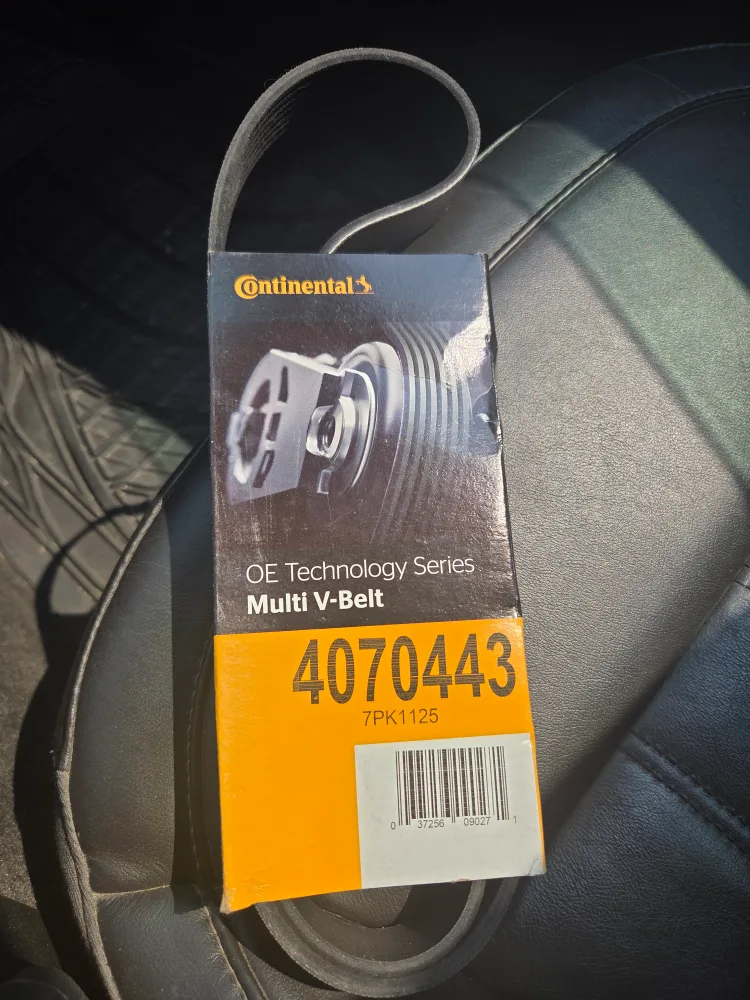 Continental
OE Technology Series
Multi V-Belt
4070443
7PK1125
0 37256 09027 1